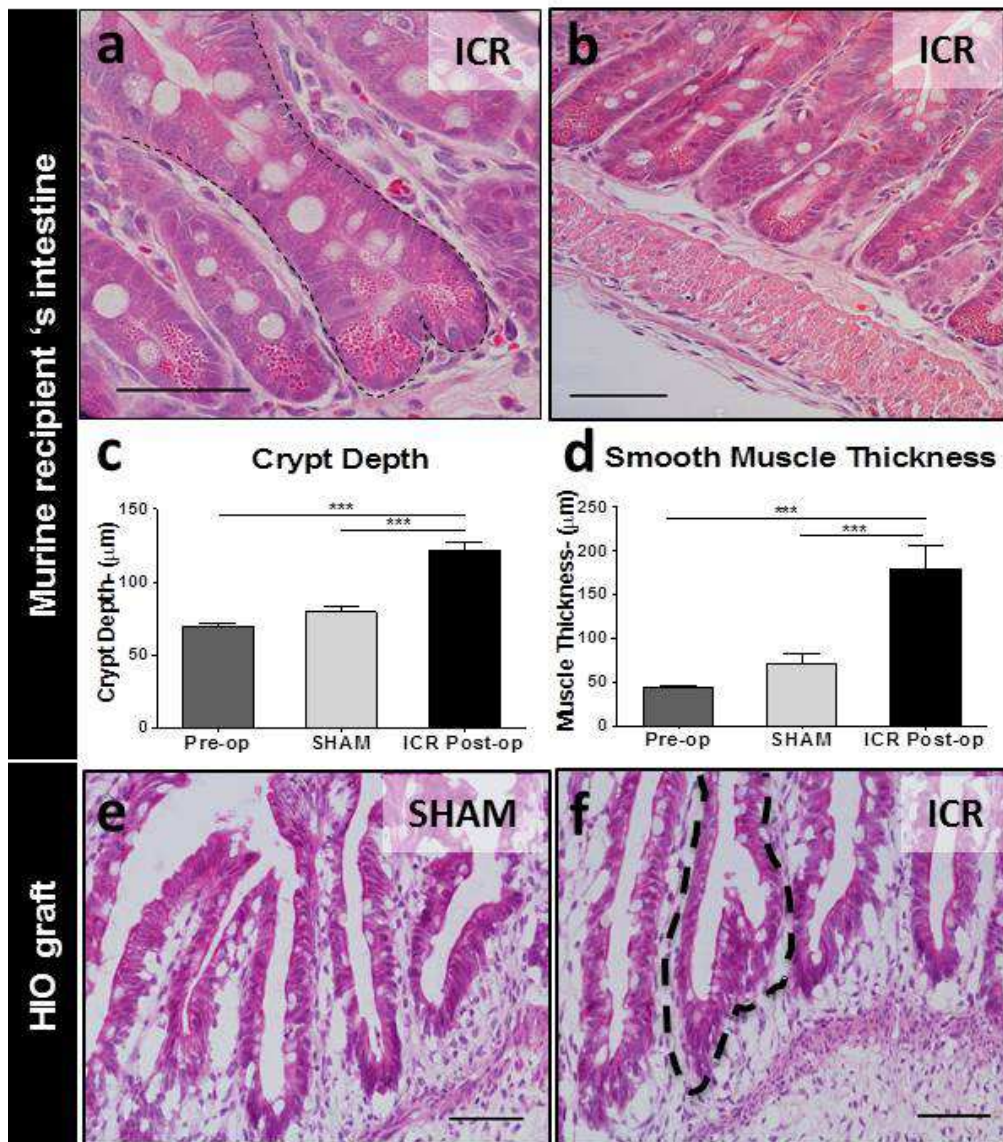 Murine recipient 's intestine
a
ICR
b
ICR
c
Crypt Depth
Crypt Depth- (μm)
150
100
50
0
***
***
Pre-op
SHAM
ICR Post-op
d
Smooth Muscle Thickness
Muscle Thickness- (μm)
250
200
150
100
50
0
***
***
Pre-op
SHAM
ICR Post-op
HIO graft
e
SHAM
f
ICR